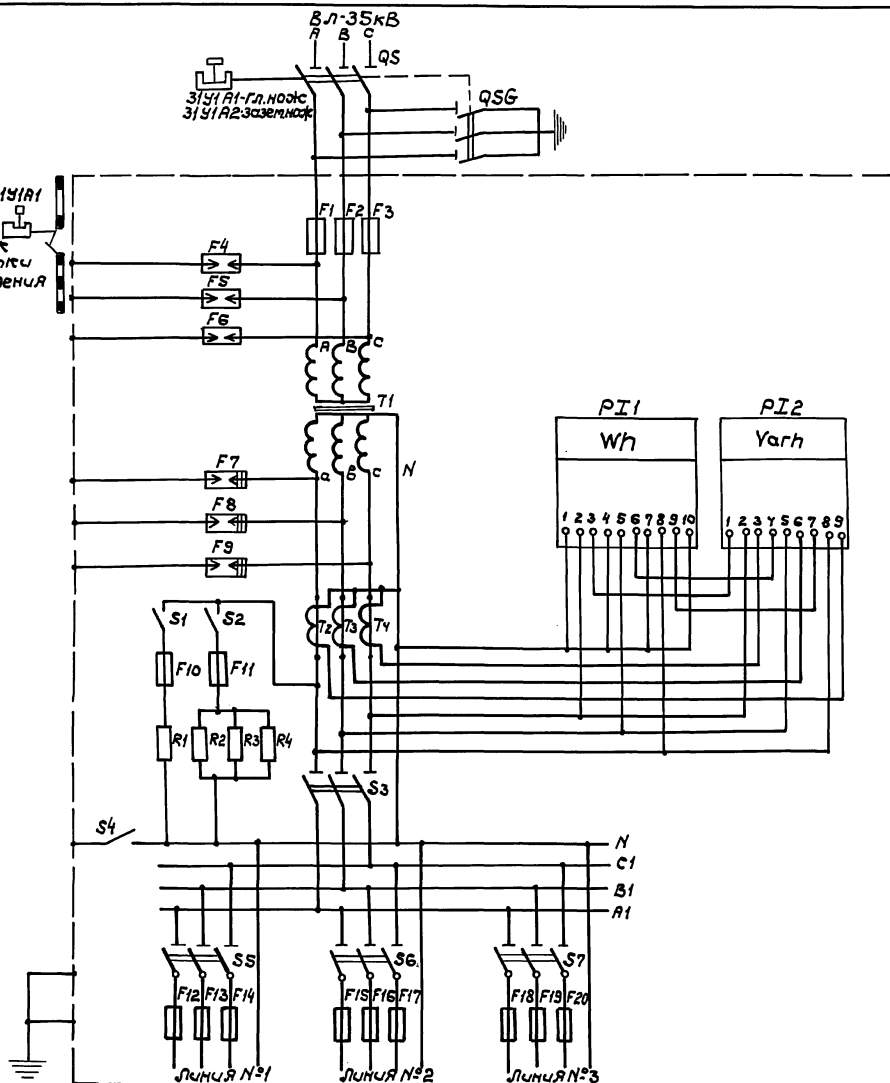 ВЛ-35кВ
A B C
QS
31У1А1-гл.нож
31У1А2-зазем.нож
QSG
F1 F2 F3
F4
F5
F6
A B C
T1
PI1 PI2
Wh Varh
a в c
N
F7
F8
F9
1 2 3 4 5 6 7 8 9 10
1 2 3 4 5 6 7 8 9
S1 S2
T2 T3 T4
F10 F11
R1 R2 R3 R4
S3
S4
N
C1
B1
A1
S5 S6 S7
F12 F13 F14
F15 F16 F17
F18 F19 F20
Линия №1 Линия №2 Линия №3